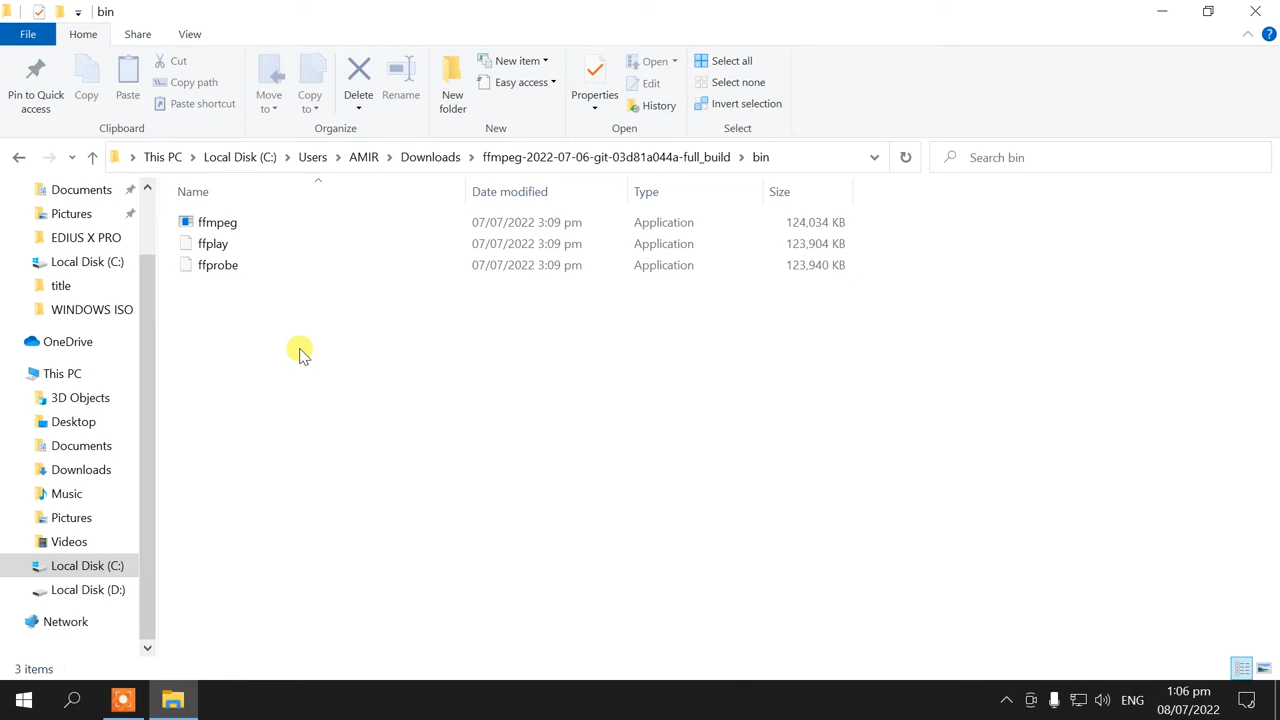 bin
File Home Share View
Pin to Quick access
Copy
Paste
Cut
Copy path
Paste shortcut
Clipboard
Move to
Copy to
Delete
Rename
Organize
New folder
New item
Easy access
New
Properties
Open
Edit
History
Open
Select all
Select none
Invert selection
Select
This PC Local Disk (C:) Users AMIR Downloads ffmpeg-2022-07-06-git-03d81a044a-full_build bin
Search bin
Name Date modified Type Size
ffmpeg 07/07/2022 3:09 pm Application 124,034 KB
ffplay 07/07/2022 3:09 pm Application 123,904 KB
ffprobe 07/07/2022 3:09 pm Application 123,940 KB
Documents
Pictures
EDIUS X PRO
Local Disk (C:)
title
WINDOWS ISO
OneDrive
This PC
3D Objects
Desktop
Documents
Downloads
Music
Pictures
Videos
Local Disk (C:)
Local Disk (D:)
Network
3 items
ENG
1:06 pm
08/07/2022